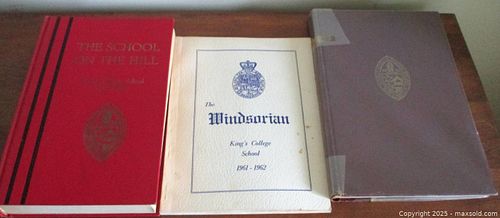 THE SCHOOL
ON THE HILL
The
Windsorian
King's College
School
1961 - 1962
Copyright 2025 - maxsold.com